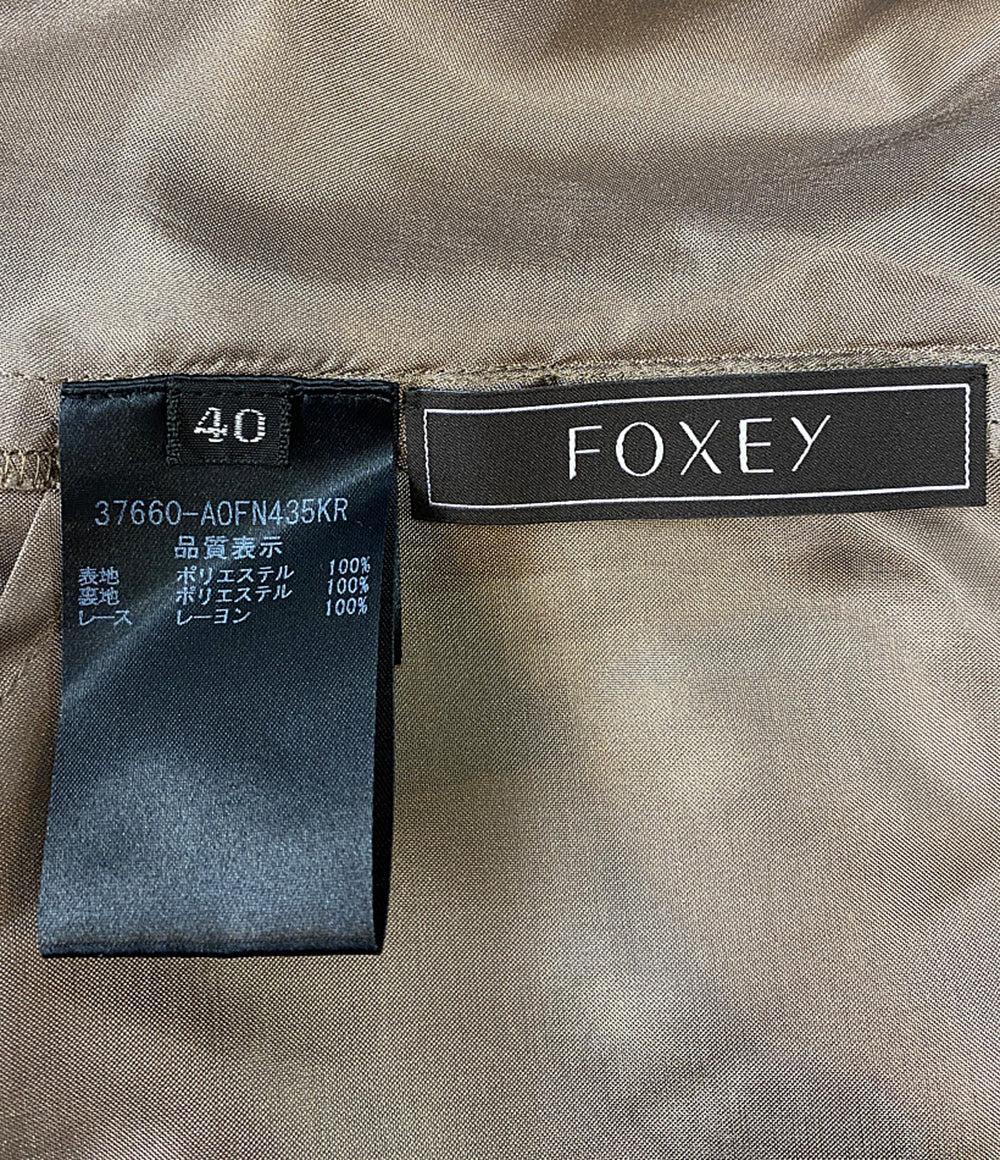 40
FOXEY
37660-A0FN435KR
品質表示
表地 ポリエステル 100%
裏地 ポリエステル 100%
レース レーヨン 100%